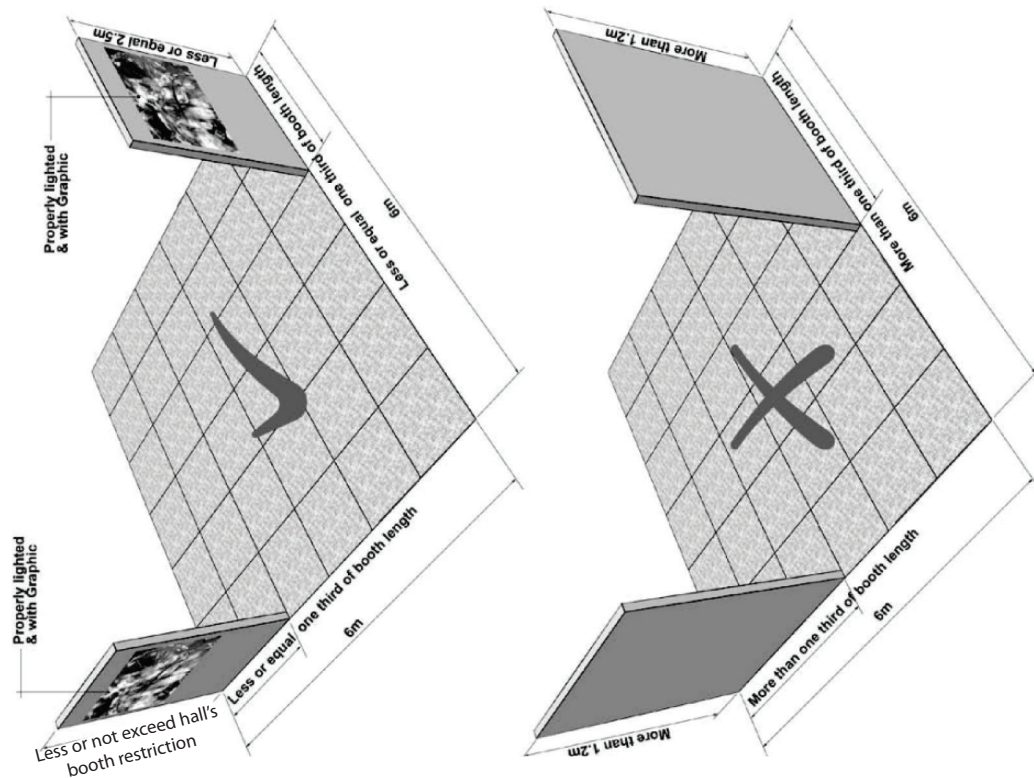 Properly lighted
& with Graphic
Less or equal 2.5m
Less or equal one third of booth length
6m
Properly lighted
& with Graphic
Less or not exceed hall's
booth restriction
Less or equal one third of booth length
6m
More than 1.2m
More than one third of booth length
6m
More than 1.2m
More than one third of booth length
6m